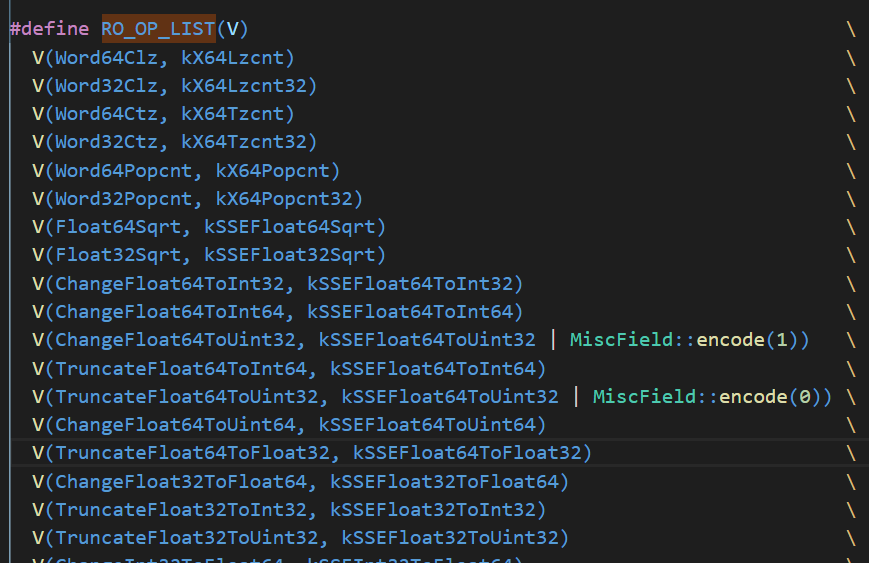 #define RO_OP_LIST(V) \
V(Word64Clz, kX64Lzcnt) \
V(Word32Clz, kX64Lzcnt32) \
V(Word64Ctz, kX64Tzcnt) \
V(Word32Ctz, kX64Tzcnt32) \
V(Word64Popcnt, kX64Popcnt) \
V(Word32Popcnt, kX64Popcnt32) \
V(Float64Sqrt, kSSEFloat64Sqrt) \
V(Float32Sqrt, kSSEFloat32Sqrt) \
V(ChangeFloat64ToInt32, kSSEFloat64ToInt32) \
V(ChangeFloat64ToInt64, kSSEFloat64ToInt64) \
V(ChangeFloat64ToUint32, kSSEFloat64ToUint32 | MiscField::encode(1)) \
V(TruncateFloat64ToInt64, kSSEFloat64ToInt64) \
V(TruncateFloat64ToUint32, kSSEFloat64ToUint32 | MiscField::encode(0)) \
V(ChangeFloat64ToUint64, kSSEFloat64ToUint64) \
V(TruncateFloat64ToFloat32, kSSEFloat64ToFloat32) \
V(ChangeFloat32ToFloat64, kSSEFloat32ToFloat64) \
V(TruncateFloat32ToInt32, kSSEFloat32ToInt32) \
V(TruncateFloat32ToUint32, kSSEFloat32ToUint32) \
V(ChangeInt32ToFloat64, kSSEInt32ToFloat64) \